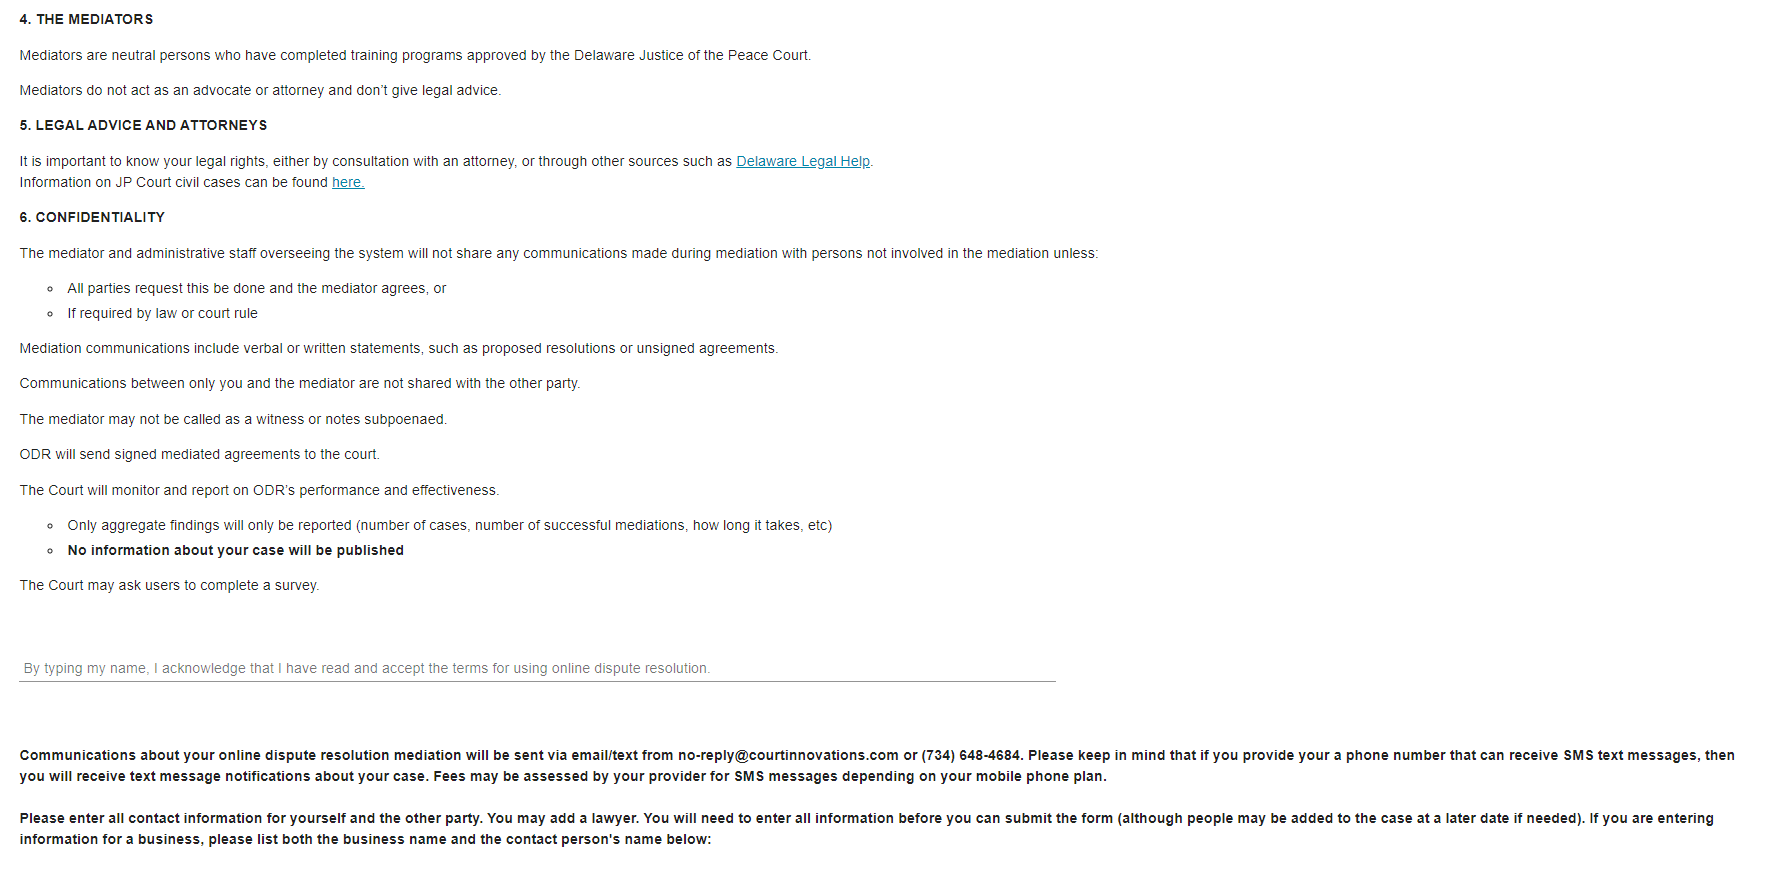 4. THE MEDIATORS
Mediators are neutral persons who have completed training programs approved by the Delaware Justice of the Peace Court.
Mediators do not act as an advocate or attorney and don't give legal advice.
5. LEGAL ADVICE AND ATTORNEYS
It is important to know your legal rights, either by consultation with an attorney, or through other sources such as Delaware Legal Help.
Information on JP Court civil cases can be found here.
6. CONFIDENTIALITY
The mediator and administrative staff overseeing the system will not share any communications made during mediation with persons not involved in the mediation unless:
◦ All parties request this be done and the mediator agrees, or
◦ If required by law or court rule
Mediation communications include verbal or written statements, such as proposed resolutions or unsigned agreements.
Communications between only you and the mediator are not shared with the other party.
The mediator may not be called as a witness or notes subpoenaed.
ODR will send signed mediated agreements to the court.
The Court will monitor and report on ODR's performance and effectiveness.
◦ Only aggregate findings will only be reported (number of cases, number of successful mediations, how long it takes, etc)
◦ No information about your case will be published
The Court may ask users to complete a survey.
By typing my name, I acknowledge that I have read and accept the terms for using online dispute resolution.
Communications about your online dispute resolution mediation will be sent via email/text from no-reply@courtinnovations.com or (734) 648-4684. Please keep in mind that if you provide your a phone number that can receive SMS text messages, then
you will receive text message notifications about your case. Fees may be assessed by your provider for SMS messages depending on your mobile phone plan.
Please enter all contact information for yourself and the other party. You may add a lawyer. You will need to enter all information before you can submit the form (although people may be added to the case at a later date if needed). If you are entering
information for a business, please list both the business name and the contact person's name below: